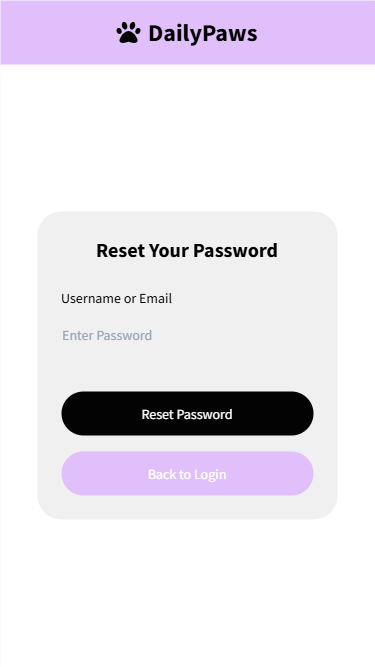 DailyPaws
Reset Your Password
Username or Email
Enter Password
Reset Password
Back to Login